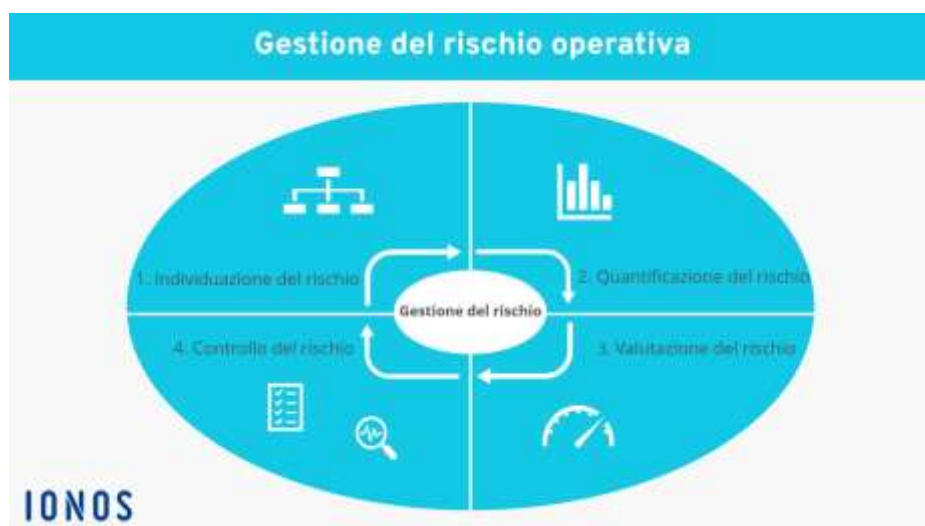 Gestione del rischio operativa
1. Individuazione del rischio
2. Quantificazione del rischio
Gestione del rischio
4. Controllo del rischio
3. Valutazione del rischio
IONOS